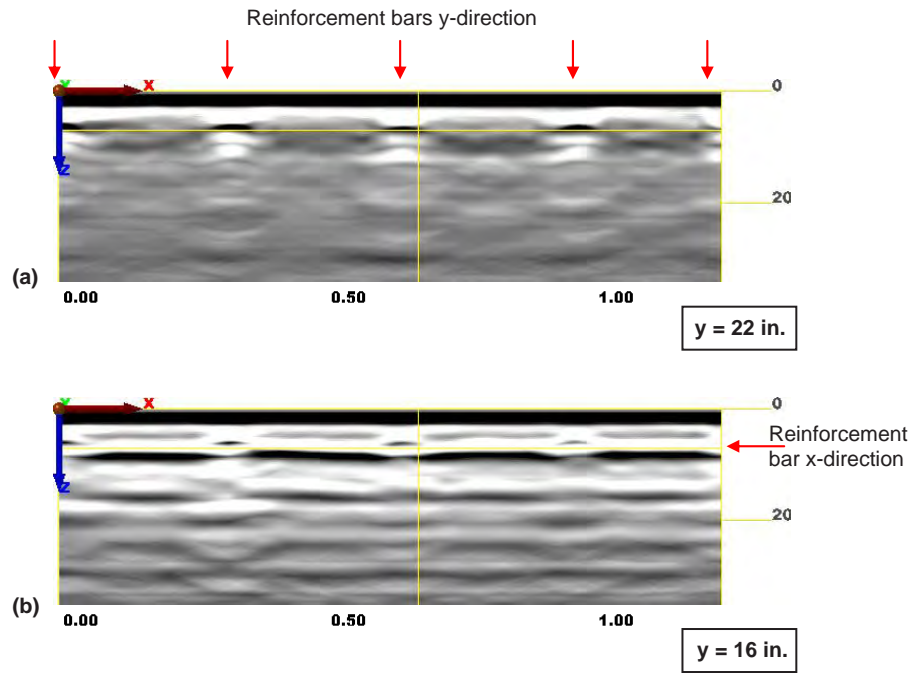 Reinforcement bars y-direction
Y X 0
Z
20
(a)
0.00 0.50 1.00
y = 22 in.
Y X 0
Reinforcement
bar x-direction
Z
20
(b)
0.00 0.50 1.00
y = 16 in.